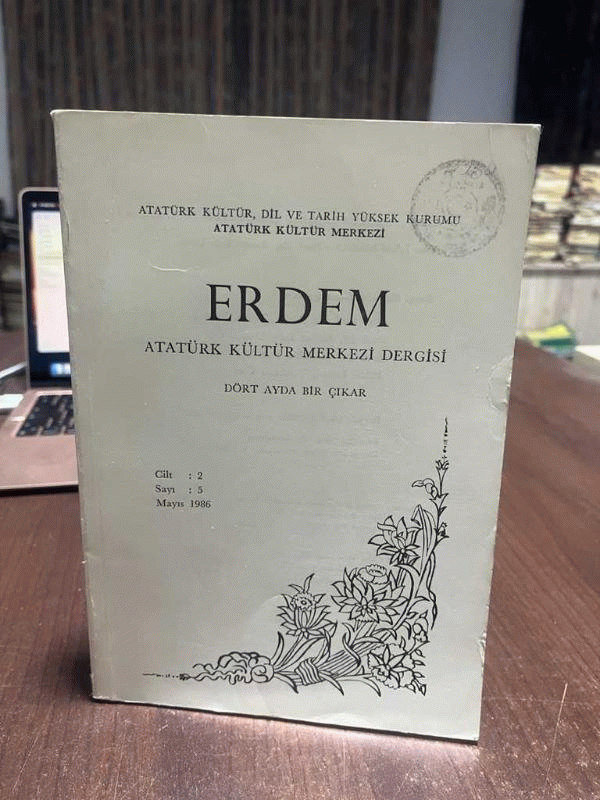 ATATÜRK KÜLTÜR, DİL VE TARİH YÜKSEK KURUMU
ATATÜRK KÜLTÜR MERKEZİ
ERDEM
ATATÜRK KÜLTÜR MERKEZİ DERGİSİ
DÖRT AYDA BİR ÇIKAR
Cilt : 2
Sayı : 5
Mayıs 1986